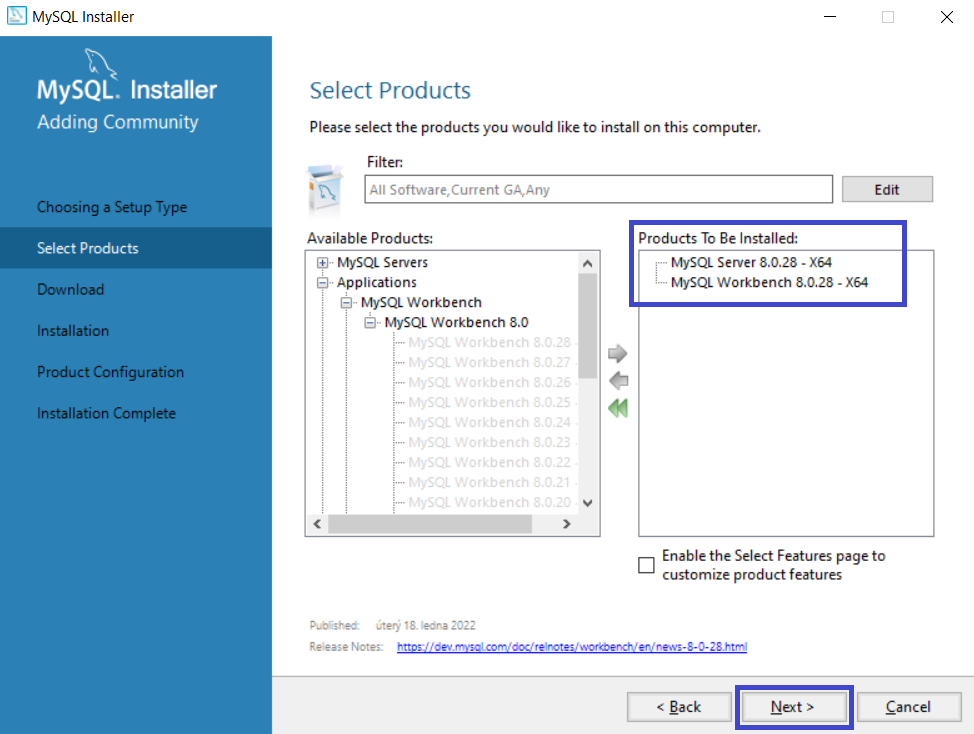 MySQL Installer
MySQL. Installer
Adding Community
Choosing a Setup Type
Select Products
Download
Installation
Product Configuration
Installation Complete
Select Products
Please select the products you would like to install on this computer.
Filter:
All Software,Current GA,Any
Edit
Available Products:
MySQL Servers
Applications
MySQL Workbench
MySQL Workbench 8.0
MySQL Workbench 8.0.28 -
MySQL Workbench 8.0.27 -
MySQL Workbench 8.0.26 -
MySQL Workbench 8.0.25 -
MySQL Workbench 8.0.24 -
MySQL Workbench 8.0.23 -
MySQL Workbench 8.0.22 -
MySQL Workbench 8.0.21 -
MySQL Workbench 8.0.20 -
Products To Be Installed:
MySQL Server 8.0.28 - X64
MySQL Workbench 8.0.28 - X64
Enable the Select Features page to
customize product features
Published: úterý 18. ledna 2022
Release Notes: https://dev.mysql.com/doc/relnotes/workbench/en/news-8-0-28.html
< Back
Next >
Cancel